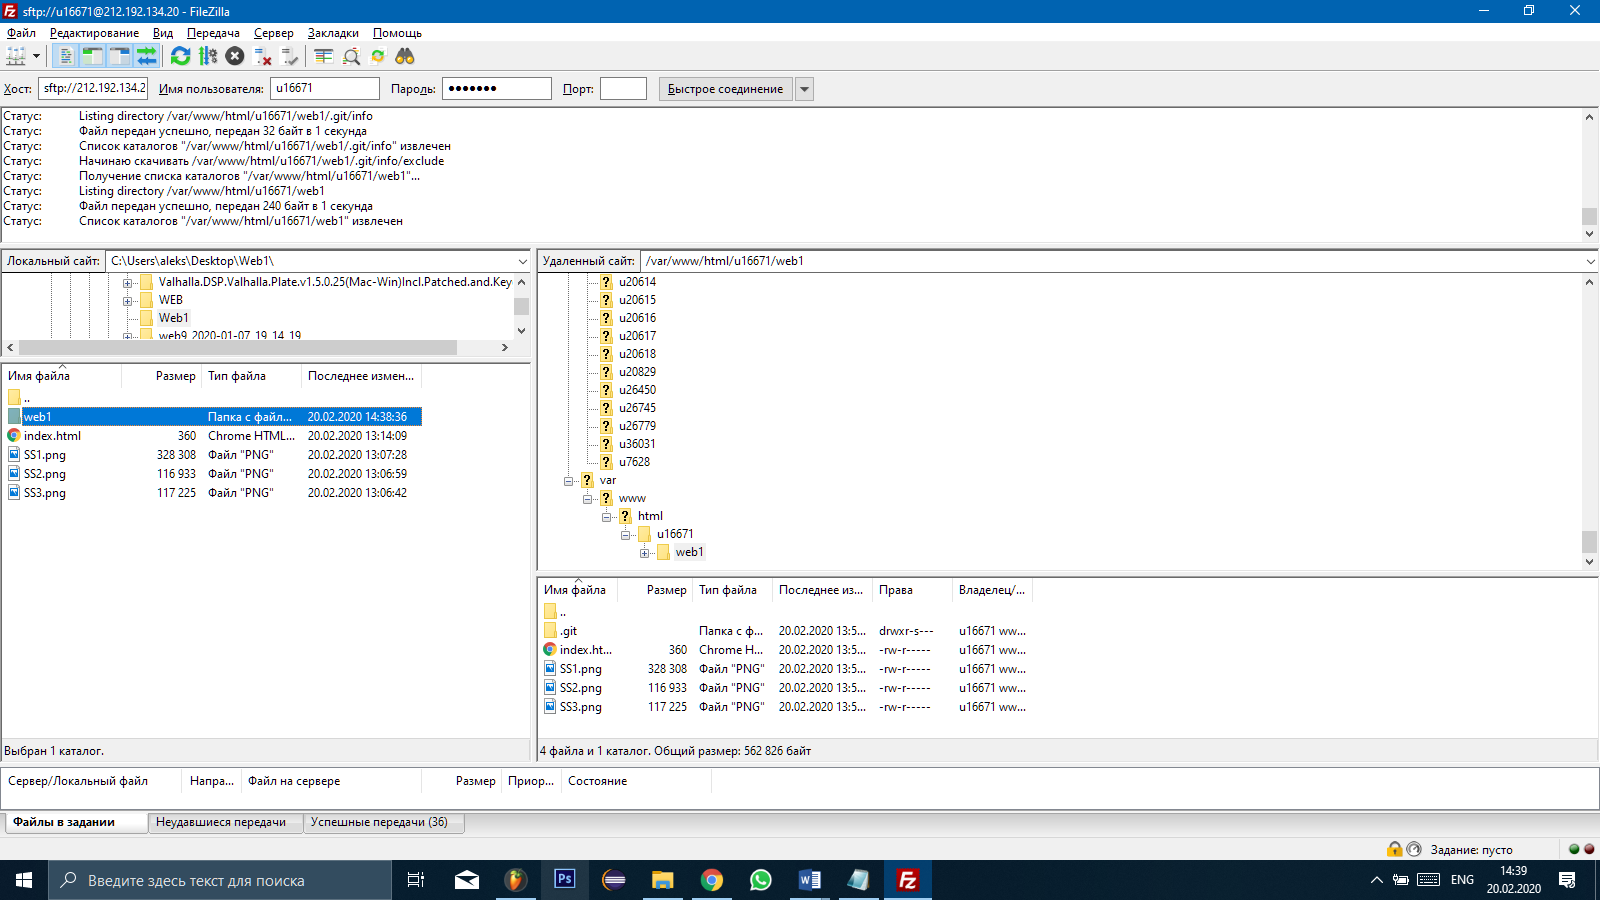 sftp://u16671@212.192.134.20 - FileZilla
Файл Редактирование Вид Передача Сервер Закладки Помощь
Хост: sftp://212.192.134.2 Имя пользователя: u16671 Пароль: ●●●●●●● Порт: Быстрое соединение
Статус: Listing directory /var/www/html/u16671/web1/.git/info
Статус: Файл передан успешно, передан 32 байт в 1 секунда
Статус: Список каталогов "/var/www/html/u16671/web1/.git/info" извлечен
Статус: Начинаю скачивать /var/www/html/u16671/web1/.git/info/exclude
Статус: Получение списка каталогов "/var/www/html/u16671/web1"...
Статус: Listing directory /var/www/html/u16671/web1
Статус: Файл передан успешно, передан 240 байт в 1 секунда
Статус: Список каталогов "/var/www/html/u16671/web1" извлечен
Локальный сайт: C:\Users\aleks\Desktop\Web1\
Valhalla.DSP.Valhalla.Plate.v1.5.0.25(Mac-Win)Incl.Patched.and.Key
WEB
Web1
web9_2020-01-07_19_14_19
Имя файла Размер Тип файла Последнее измен...
..
web1 Папка с файл... 20.02.2020 14:38:36
index.html 360 Chrome HTML... 20.02.2020 13:14:09
SS1.png 328 308 Файл "PNG" 20.02.2020 13:07:28
SS2.png 116 933 Файл "PNG" 20.02.2020 13:06:59
SS3.png 117 225 Файл "PNG" 20.02.2020 13:06:42
Выбран 1 каталог.
Удаленный сайт: /var/www/html/u16671/web1
u20614
u20615
u20616
u20617
u20618
u20829
u26450
u26745
u26779
u36031
u7628
var
www
html
u16671
web1
Имя файла Размер Тип файла Последнее из... Права Владелец/...
..
.git Папка с ф... 20.02.2020 13:5... drwxr-s--- u16671 ww...
index.ht... 360 Chrome H... 20.02.2020 13:5... -rw-r----- u16671 ww...
SS1.png 328 308 Файл "PNG" 20.02.2020 13:5... -rw-r----- u16671 ww...
SS2.png 116 933 Файл "PNG" 20.02.2020 13:5... -rw-r----- u16671 ww...
SS3.png 117 225 Файл "PNG" 20.02.2020 13:5... -rw-r----- u16671 ww...
4 файла и 1 каталог. Общий размер: 562 826 байт
Сервер/Локальный файл Напра... Файл на сервере Размер Приор... Состояние
Файлы в задании Неудавшиеся передачи Успешные передачи (36)
Задание: пусто
Введите здесь текст для поиска
Ps
ENG
14:39
20.02.2020